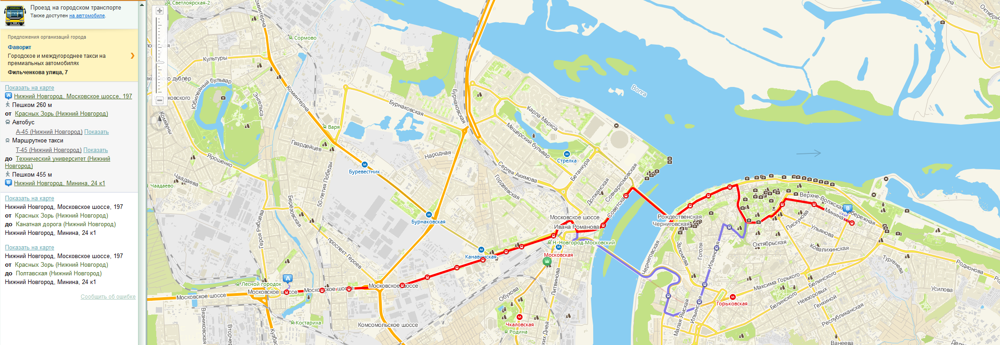 Проезд на городском транспорте
Также доступен на автомобиле.
Предложения организаций города
Фаворит
Городское и междугороднее такси на
премиальных автомобилях
Фильченкова улица, 7
Показать на карте
A Нижний Новгород, Московское шоссе, 197
Пешком 260 м
от Красных Зорь (Нижний Новгород)
Автобус
А-45 (Нижний Новгород) Показать
Маршрутное такси
Т-45 (Нижний Новгород) Показать
до Технический университет (Нижний
Новгород)
Пешком 455 м
B Нижний Новгород, Минина, 24 к1
Показать на карте
Нижний Новгород, Московское шоссе, 197
от Красных Зорь (Нижний Новгород)
до Канатная дорога (Нижний Новгород)
Нижний Новгород, Минина, 24 к1
Показать на карте
Нижний Новгород, Московское шоссе, 197
от Красных Зорь (Нижний Новгород)
до Полтавская (Нижний Новгород)
Нижний Новгород, Минина, 24 к1
Сообщить об ошибке
Светлоярская-2
Коминтерна
Сормово
Культуры
ковского дублёр
ковского
Юбилейный бульвар
Энгельса
Коминтерна
Коммуны
Варя
Гвардейцев
Ярошенко
Чаадаева
Чаадаево
Буревестник
50-летия Победы
Берёзовская
Героя Рябцева
Бурнаковская
Бурнаковская
Народная
Бурнаковская
проспект Героев
Карла Маркса
Мещерский бульвар
Сергея Акимова
Гордеевская
Стрелка
Бетанкура
Должанская
Совнаркомовская
Советская
Волга
Московское шоссе
Ивана Романова
Н. Новгород-Московский
Московская
Канавинская
Лесной городок
A
Московское шоссе
Московское шоссе
Московское шоссе
Московское шоссе
Вязниковская
Костариха
Комсомольское шоссе
Обухова
Литвинова
Чкаловская
Родина
ких Дней
Рождественская
Черниговская
Черниговская
Заломова
Гоголя
Ильинская
Ильинская
Малая Ямская
Горьковская
Максима Горького
Белинского
Белинского
Невзоровых
Генкиной
Республиканская
Октябрьская
Ковалихинская
Ульянова
Пискунова
Минина
Верхне-Волжская набережная
B
Тургенева
Родионова
Усилова
Ванеева